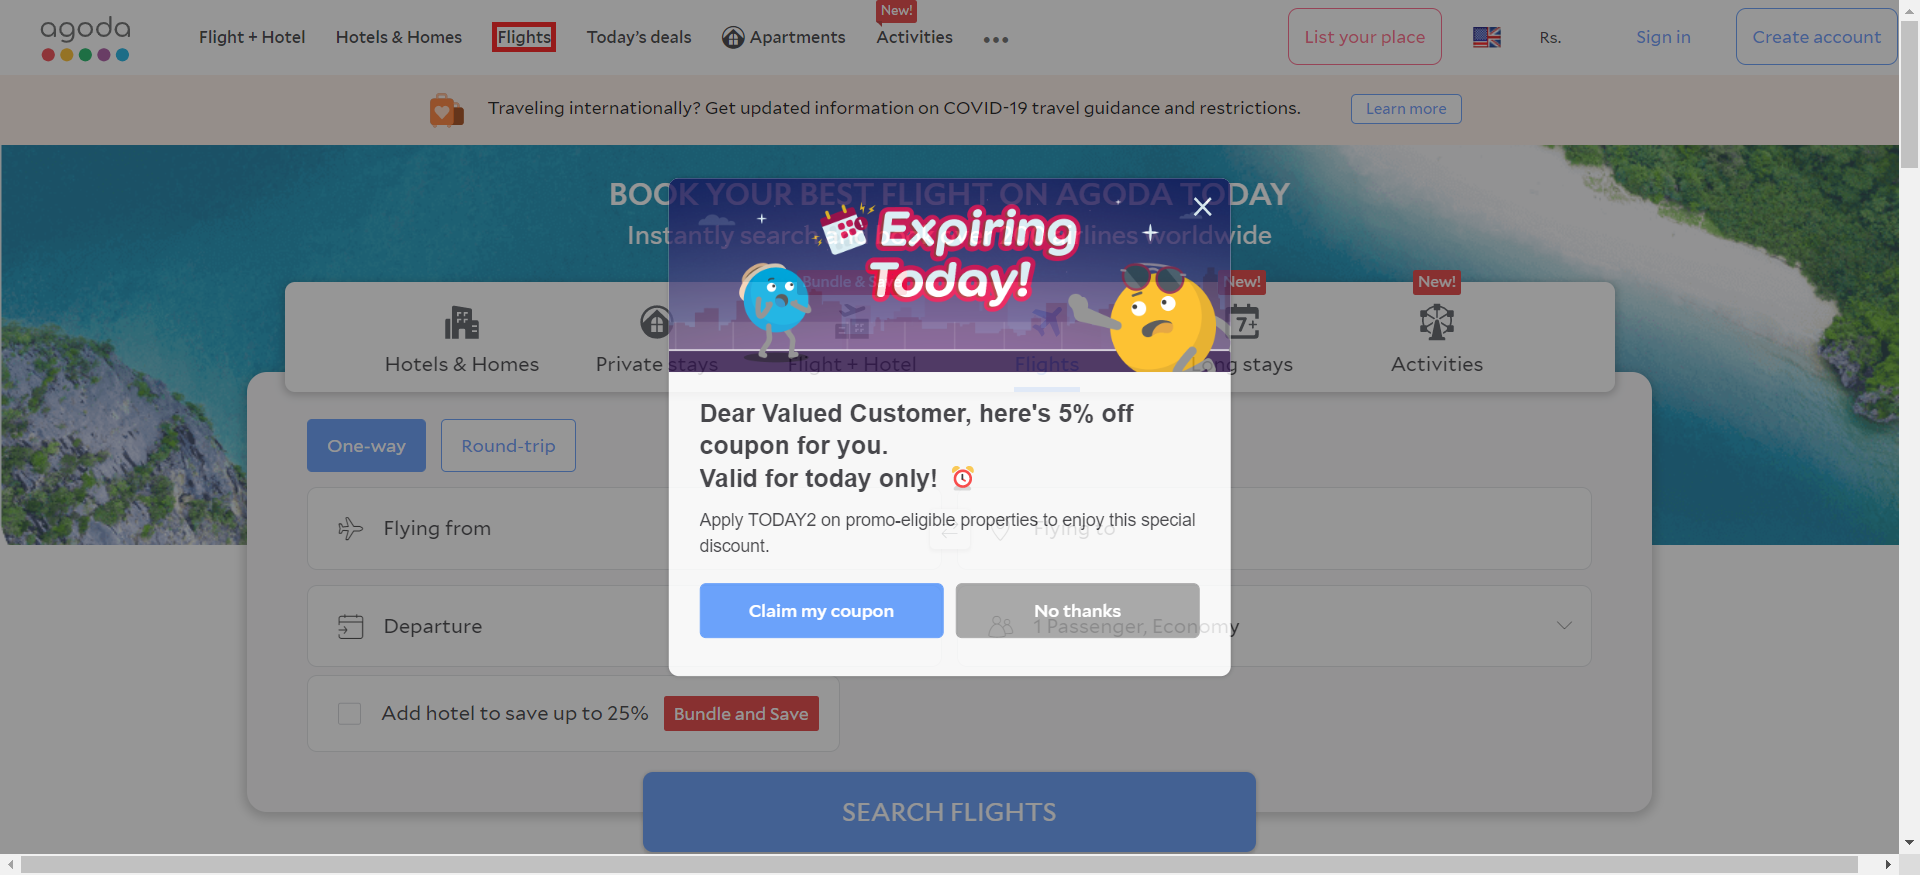 agoda
Flight + Hotel
Hotels & Homes
Flights
Today's deals
Apartments
New!
Activities
List your place
Rs.
Sign in
Create account
Traveling internationally? Get updated information on COVID-19 travel guidance and restrictions.
Learn more
BOOK YOUR BEST FLIGHT ON AGODA TODAY
Instantly search and lines worldwide
Expiring
Today!
Bundle & Save
New!
New!
Hotels & Homes
Private stays
Flight + Hotel
Flights
7+
Long stays
Activities
Dear Valued Customer, here's 5% off
coupon for you.
Valid for today only!
Apply TODAY2 on promo-eligible properties to enjoy this special
discount.
Claim my coupon
No thanks
One-way
Round-trip
Flying from
Flying to
Departure
1 Passenger, Economy
Add hotel to save up to 25%
Bundle and Save
SEARCH FLIGHTS